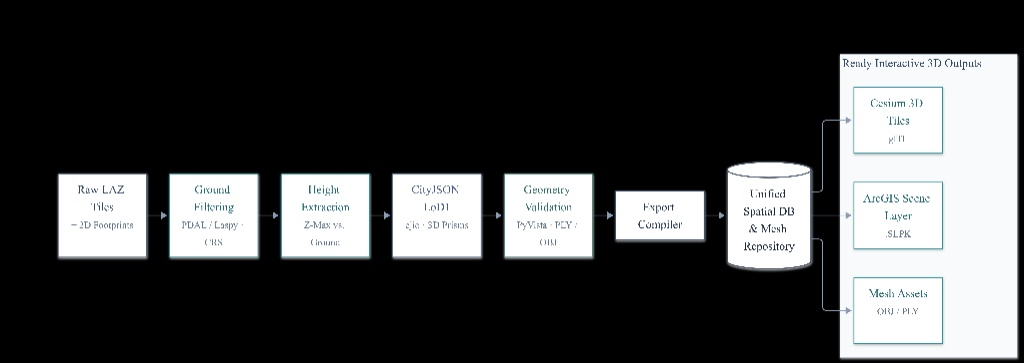 Raw LAZ
Tiles
+ 2D Footprints
Ground
Filtering
PDAL / Laspy ·
CRS
Height
Extraction
Z-Max vs.
Ground
CityJSON
LoD1
cjio · 3D Prisms
Geometry
Validation
PyVista · PLY /
OBJ
Export
Compiler
Unified
Spatial DB
& Mesh
Repository
Ready Interactive 3D Outputs
Cesium 3D
Tiles
glTF
ArcGIS Scene
Layer
.SLPK
Mesh Assets
OBJ / PLY